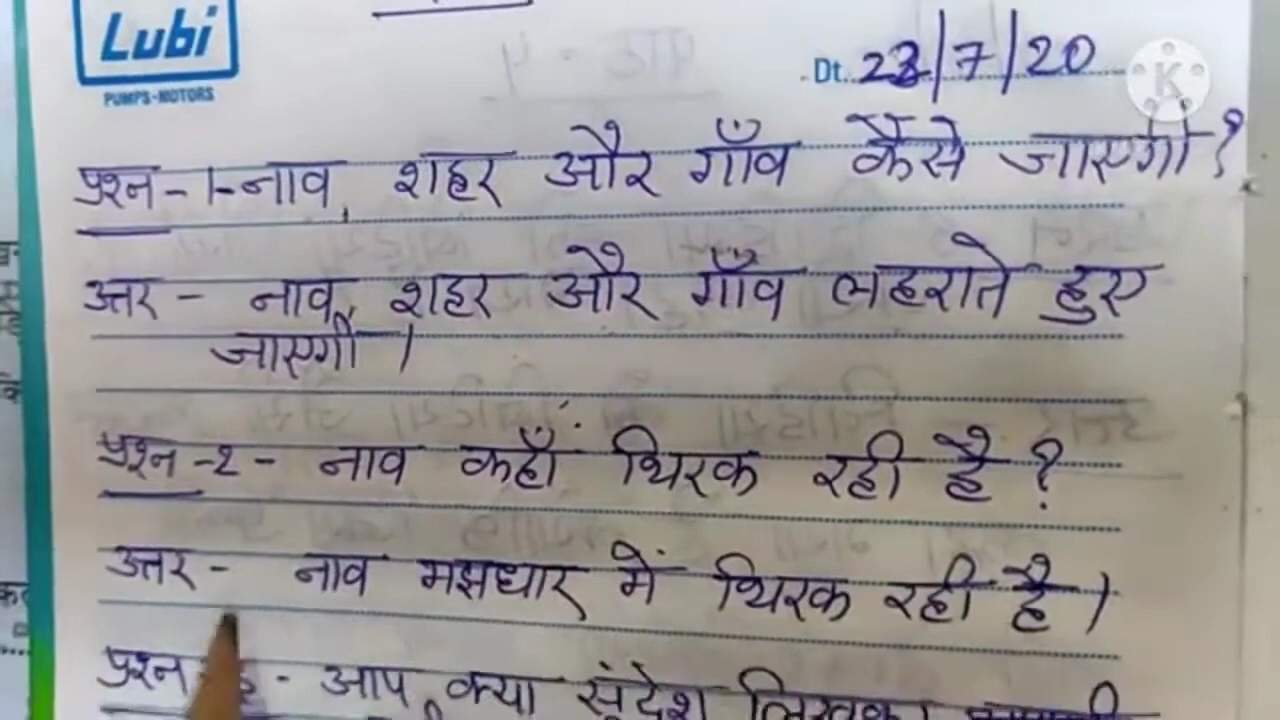 Lubi
PUMPS-MOTORS
Dt. 23/7/20
K
प्रश्न-1-नाव, शहर और गाँव कैसे जाएगी?
उत्तर - नाव, शहर और गाँव लहराते हुए
जाएगी।
प्रश्न-2- नाव कहाँ थिरक रही है?
उत्तर- नाव मझधार में थिरक रही है।
प्रश्न - आप क्या संदेश लिखकर